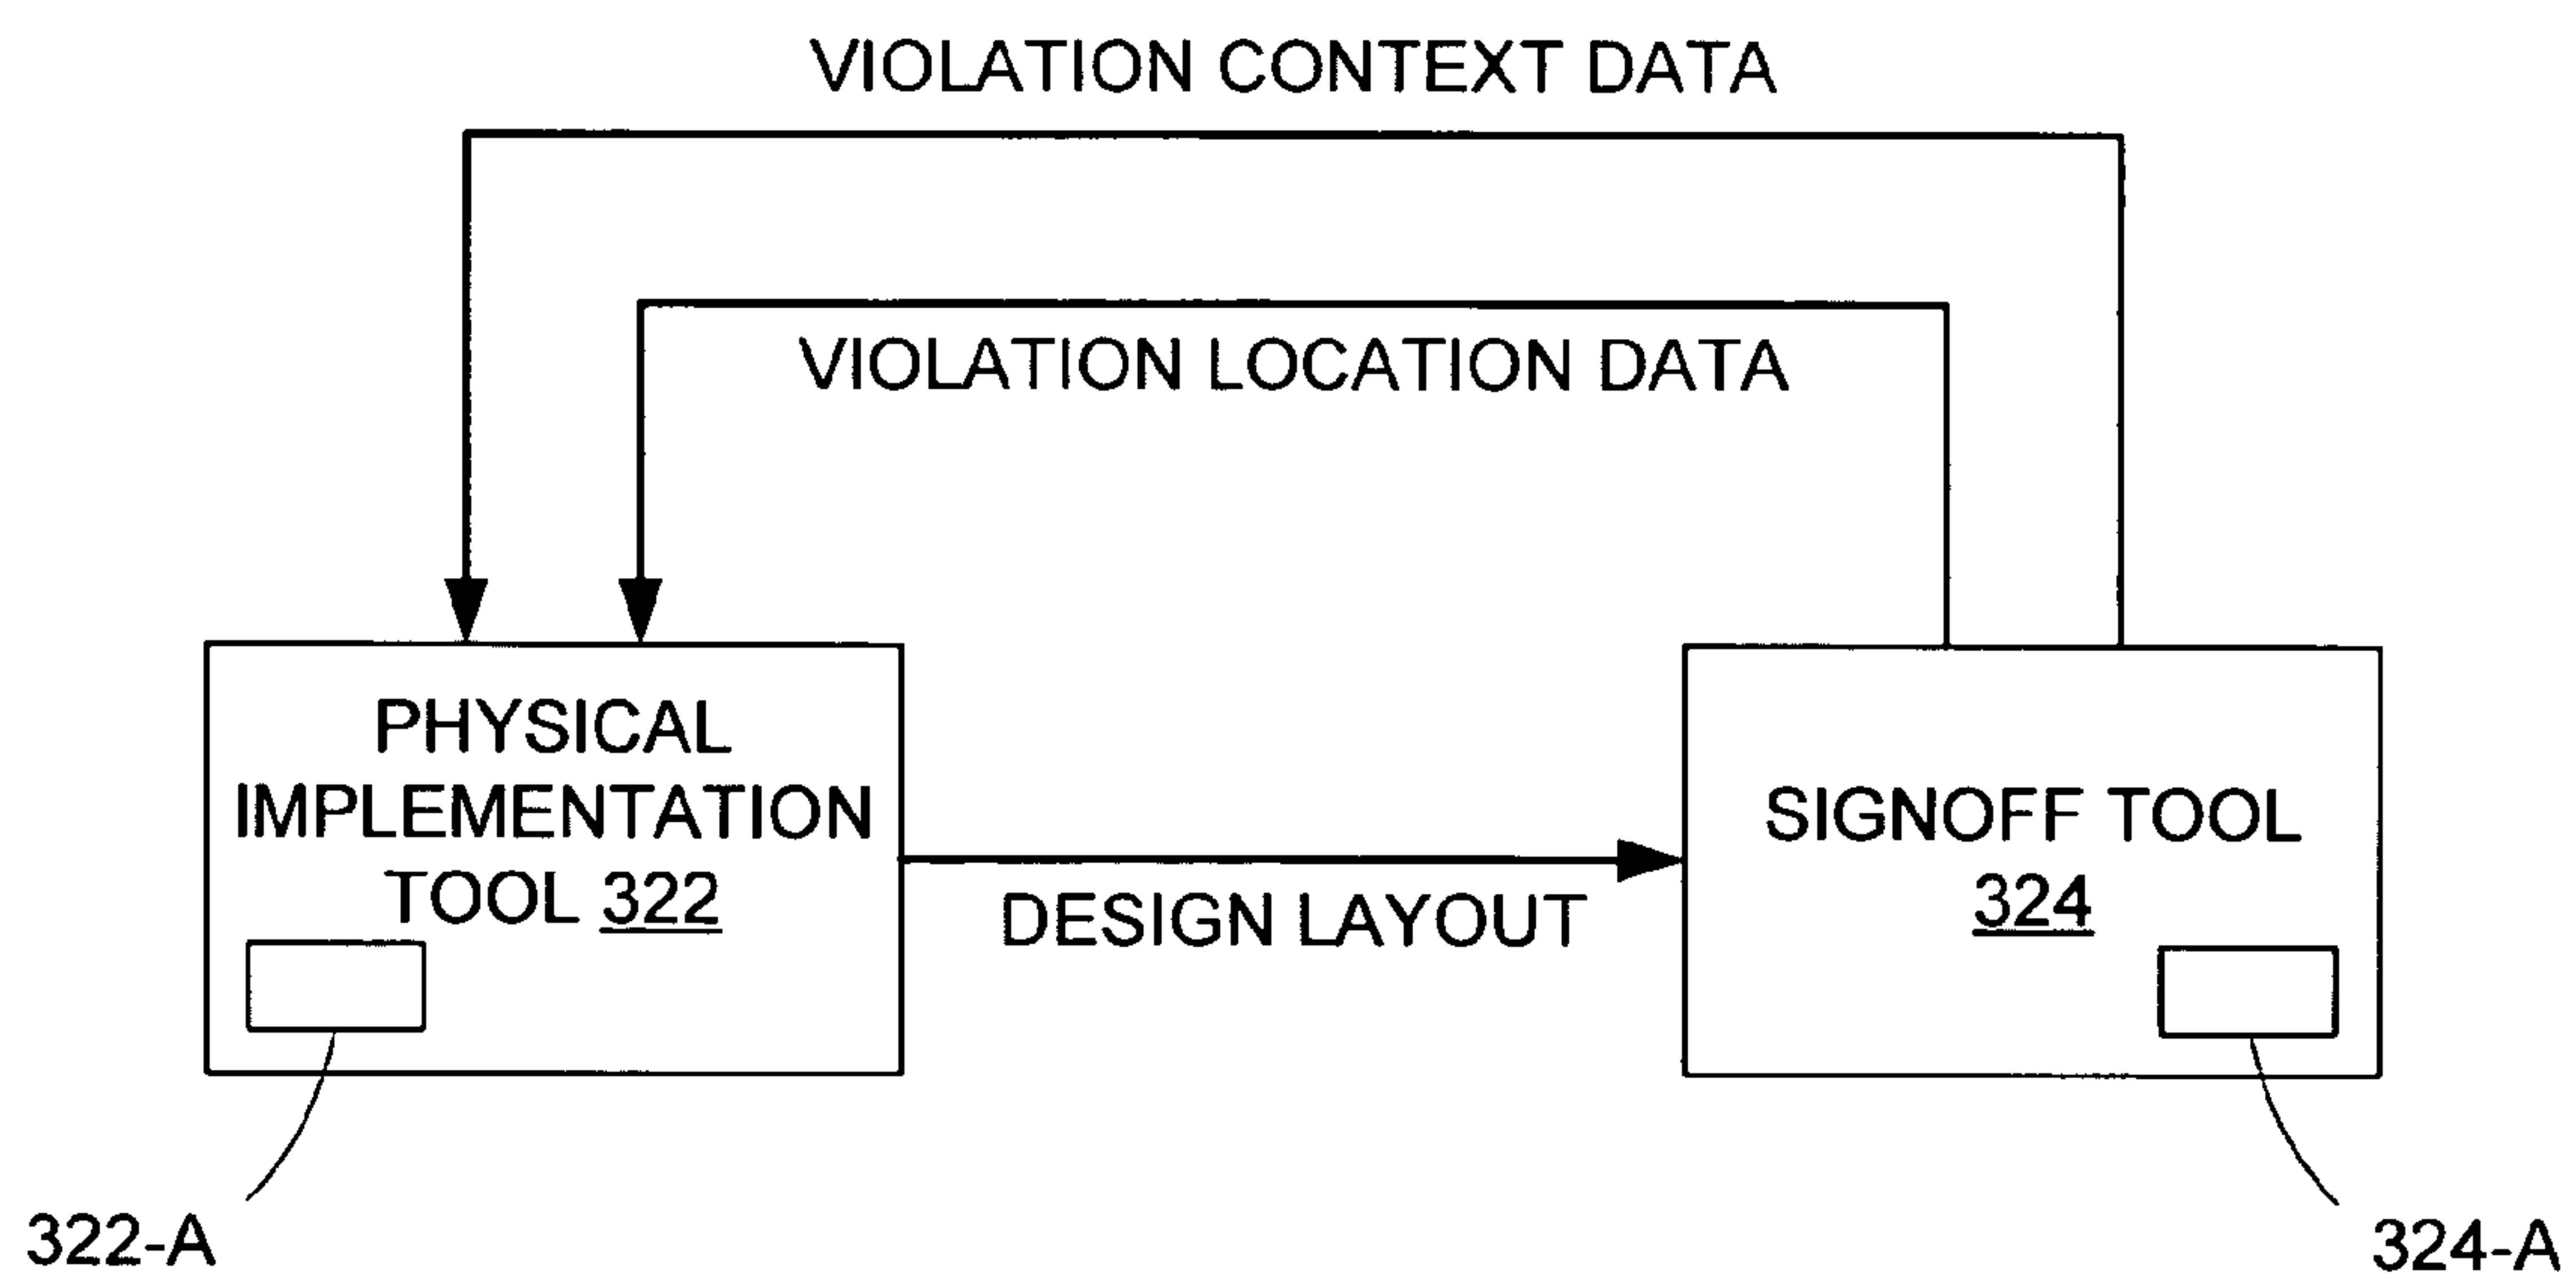 VIOLATION CONTEXT DATA
VIOLATION LOCATION DATA
PHYSICAL
IMPLEMENTATION
TOOL 322
DESIGN LAYOUT
SIGNOFF TOOL
324
322-A
324-A